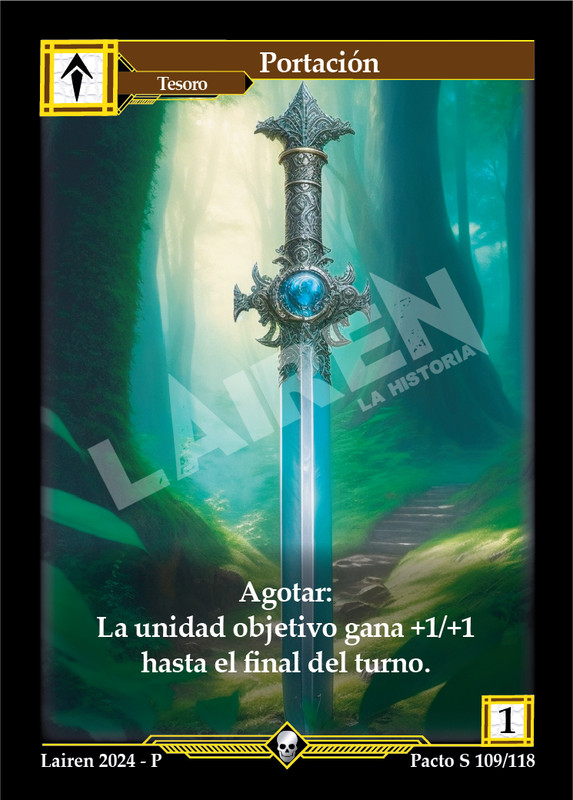 Portación
Tesoro
LAIREN
LA HISTORIA
Agotar:
La unidad objetivo gana +1/+1
hasta el final del turno.
1
Lairen 2024 - P
Pacto S 109/118